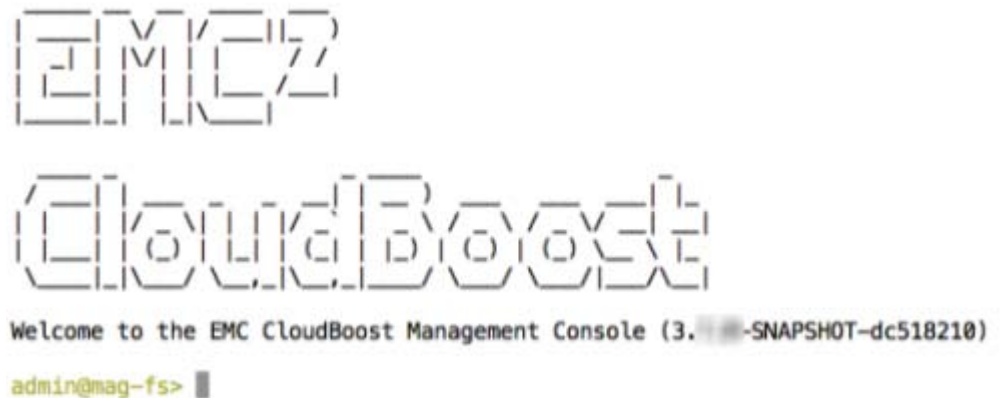 EMC2
CloudBoost
Welcome to the EMC CloudBoost Management Console (3. -SNAPSHOT-dc518210)
admin@mag-fs>